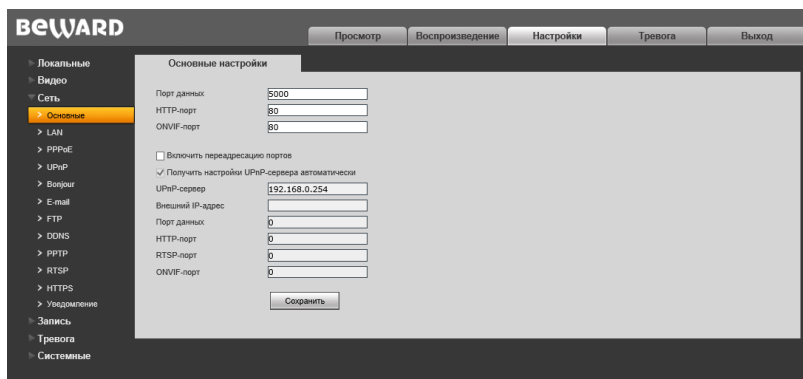 BEWARD
Просмотр Воспроизведение Настройки Тревога Выход
Локальные
Видео
Сеть
Основные
LAN
PPPoE
UPnP
Bonjour
E-mail
FTP
DDNS
PPTP
RTSP
HTTPS
Уведомление
Запись
Тревога
Системные
Основные настройки
Порт данных 5000
HTTP-порт 80
ONVIF-порт 80
Включить переадресацию портов
Получить настройки UPnP-сервера автоматически
UPnP-сервер 192.168.0.254
Внешний IP-адрес
Порт данных 0
HTTP-порт 0
RTSP-порт 0
ONVIF-порт 0
Сохранить